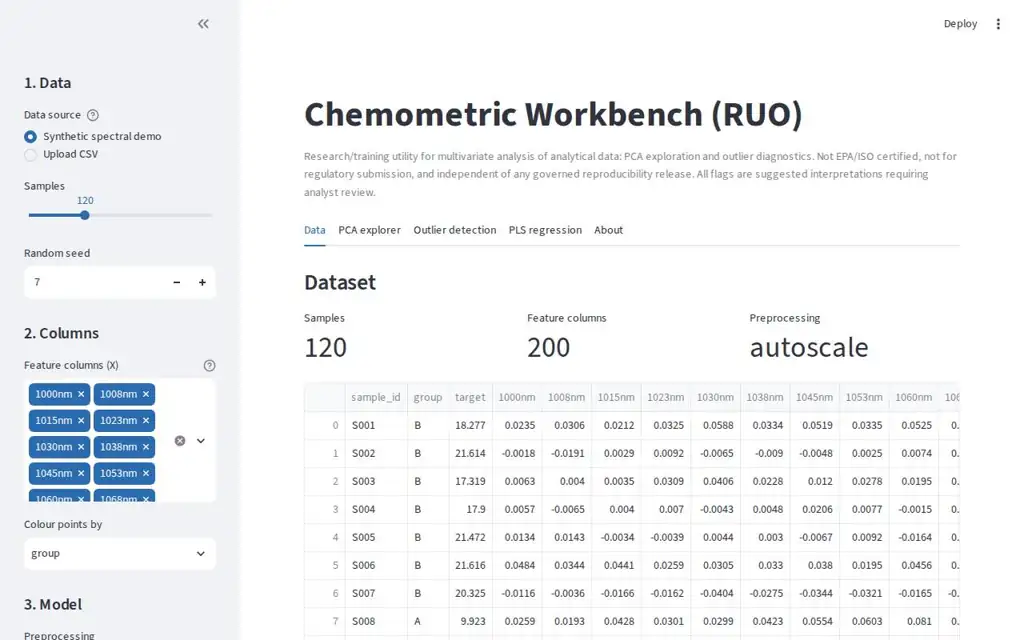 Deploy
1. Data
Data source
Synthetic spectral demo
Upload CSV
Samples
120
Random seed
7
2. Columns
Feature columns (X)
1000nm 1008nm
1015nm 1023nm
1030nm 1038nm
1045nm 1053nm
1060nm 1068nm
Colour points by
group
3. Model
Preprocessing
Chemometric Workbench (RUO)
Research/training utility for multivariate analysis of analytical data: PCA exploration and outlier diagnostics. Not EPA/ISO certified, not for
regulatory submission, and independent of any governed reproducibility release. All flags are suggested interpretations requiring
analyst review.
Data PCA explorer Outlier detection PLS regression About
Dataset
Samples Feature columns Preprocessing
120 200 autoscale
sample_id group target 1000nm 1008nm 1015nm 1023nm 1030nm 1038nm 1045nm 1053nm 1060nm 106
0 S001 B 18.277 0.0235 0.0306 0.0212 0.0325 0.0588 0.0334 0.0519 0.0335 0.0525 0.
1 S002 B 21.614 -0.0018 -0.0191 0.0029 0.0092 -0.0065 -0.009 -0.0048 0.0025 0.0074 0.
2 S003 B 17.319 0.0063 0.004 0.0035 0.0309 0.0406 0.0228 0.012 0.0278 0.0195 0.
3 S004 B 17.9 0.0057 -0.0065 0.004 0.007 -0.0043 0.0048 0.0206 0.0077 -0.0015 0.
4 S005 B 21.472 0.0134 0.0143 -0.0034 -0.0039 0.0044 0.003 -0.0067 0.0092 -0.0164 0.
5 S006 B 21.616 0.0484 0.0344 0.0441 0.0259 0.0305 0.033 0.038 0.0195 0.0456 0.
6 S007 B 20.325 -0.0116 -0.0036 -0.0166 -0.0162 -0.0404 -0.0275 -0.0344 -0.0321 -0.0165 -0.
7 S008 A 9.923 0.0259 0.0193 0.0428 0.0301 0.0299 0.0423 0.0554 0.0603 0.081 0.